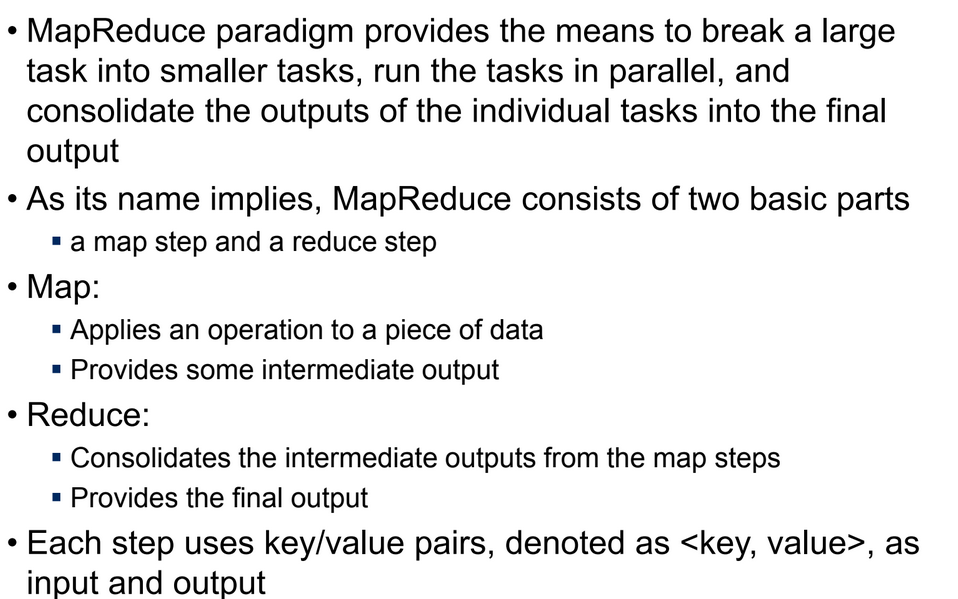 • MapReduce paradigm provides the means to break a large
task into smaller tasks, run the tasks in parallel, and
consolidate the outputs of the individual tasks into the final
output
• As its name implies, MapReduce consists of two basic parts
▪ a map step and a reduce step
• Map:
▪ Applies an operation to a piece of data
▪ Provides some intermediate output
• Reduce:
▪ Consolidates the intermediate outputs from the map steps
▪ Provides the final output
• Each step uses key/value pairs, denoted as <key, value>, as
input and output